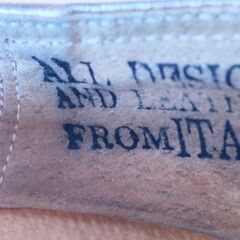 ALL DESIG
AND LEAT
FROM ITA